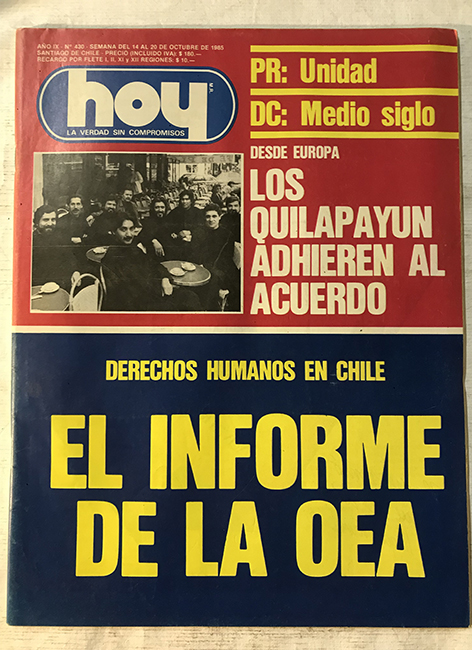 AÑO IX - N° 430 - SEMANA DEL 14 AL 20 DE OCTUBRE DE 1985
SANTIAGO DE CHILE - PRECIO (INCLUIDO IVA): $ 180.—
RECARGO POR FLETE I, II, XI y XII REGIONES: $ 10.—
hoy
M.R.
LA VERDAD SIN COMPROMISOS
PR: Unidad
DC: Medio siglo
DESDE EUROPA
LOS
QUILAPAYUN
ADHIEREN AL
ACUERDO
DERECHOS HUMANOS EN CHILE
EL INFORME
DE LA OEA